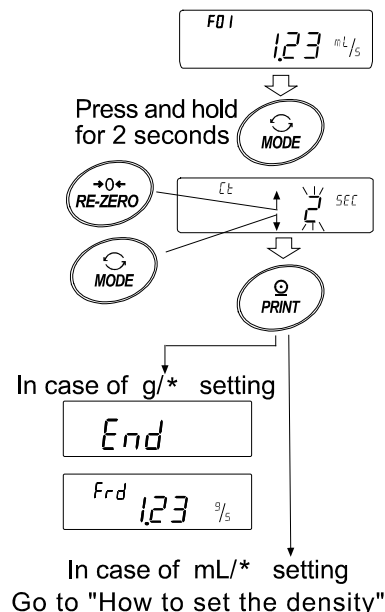 F01
1.23 mL/s
Press and hold
for 2 seconds
MODE
→0←
RE-ZERO
Ct 2 SEC
MODE
PRINT
In case of g/* setting
End
Frd
1.23 g/s
In case of mL/* setting
Go to "How to set the density"